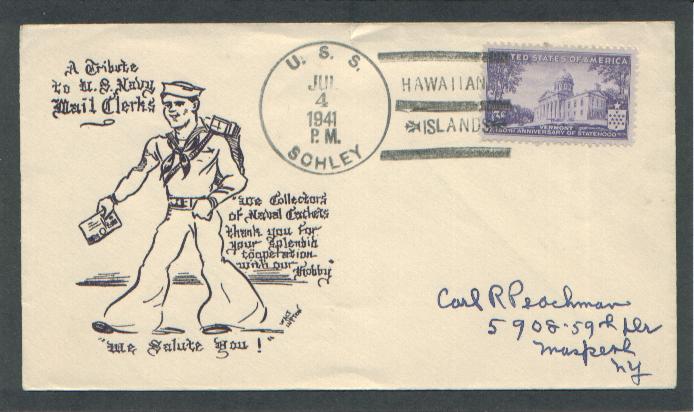 A Tribute
to U.S. Navy
Mail Clerks
"We Collectors
of Naval Cachets
thank you for
your splendid
cooperation
with our
Hobby"
"We Salute You!"
U. S. S.
JUL
4
1941
P. M.
SCHLEY
HAWAIIAN
ISLANDS
UNITED STATES OF AMERICA
VERMONT
150TH ANNIVERSARY OF STATEHOOD
Carl R Peachman
5908-59th Dr
Maspeth
NY